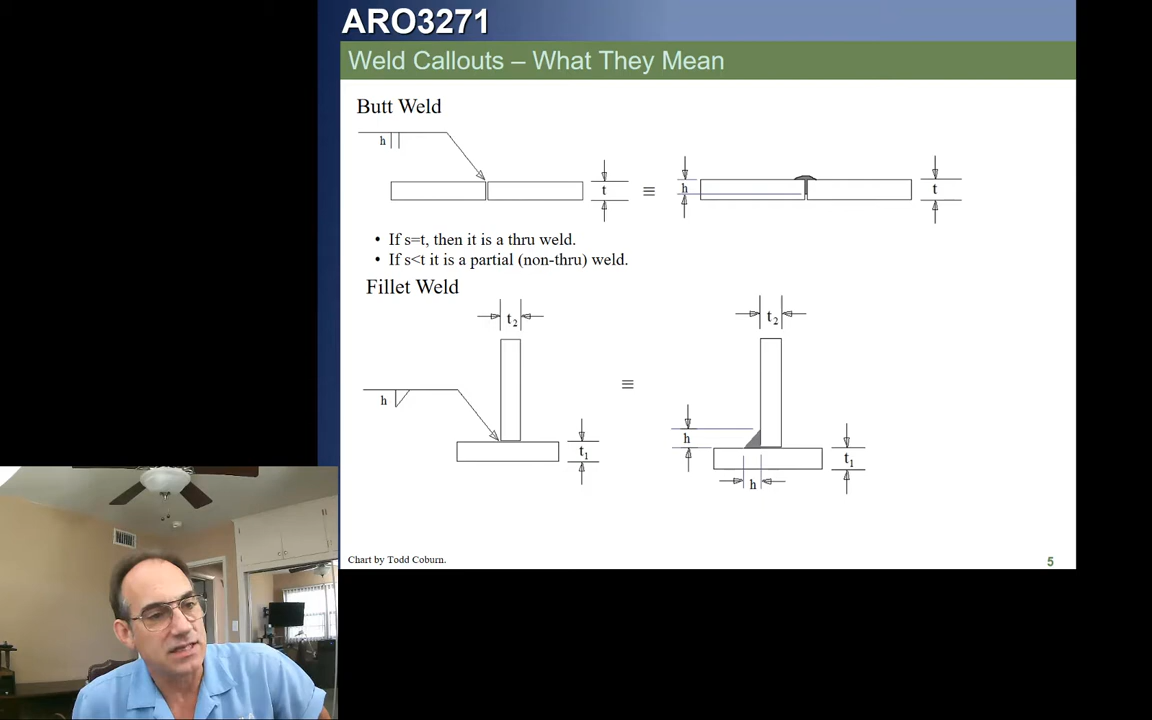 ARO3271
Weld Callouts – What They Mean
Butt Weld
h
t
≡
h
t
• If s=t, then it is a thru weld.
• If s<t it is a partial (non-thru) weld.
Fillet Weld
t₂
t₂
h
≡
h
t₁
t₁
h
Chart by Todd Coburn.
5